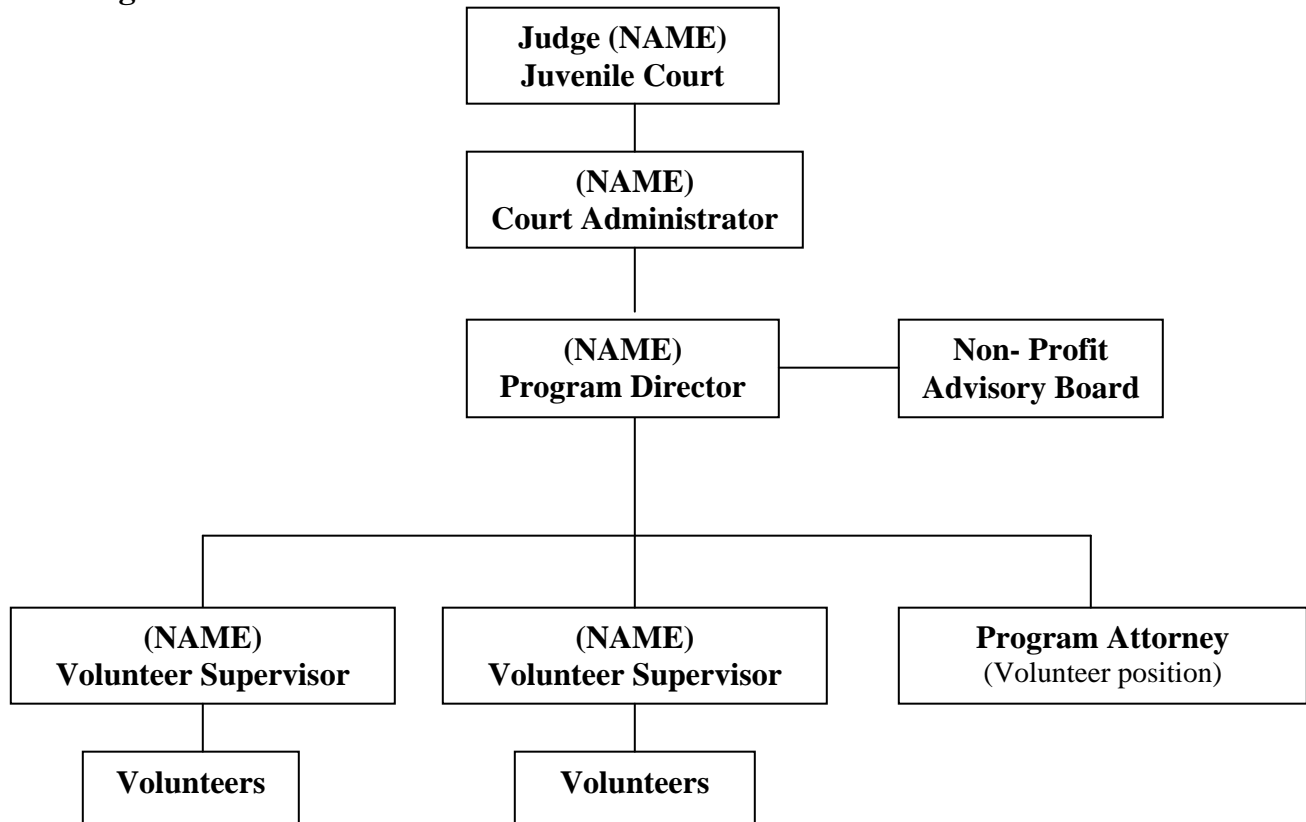 Judge (NAME)
Juvenile Court
(NAME)
Court Administrator
(NAME)
Program Director
Non- Profit
Advisory Board
(NAME)
Volunteer Supervisor
(NAME)
Volunteer Supervisor
Program Attorney
(Volunteer position)
Volunteers
Volunteers